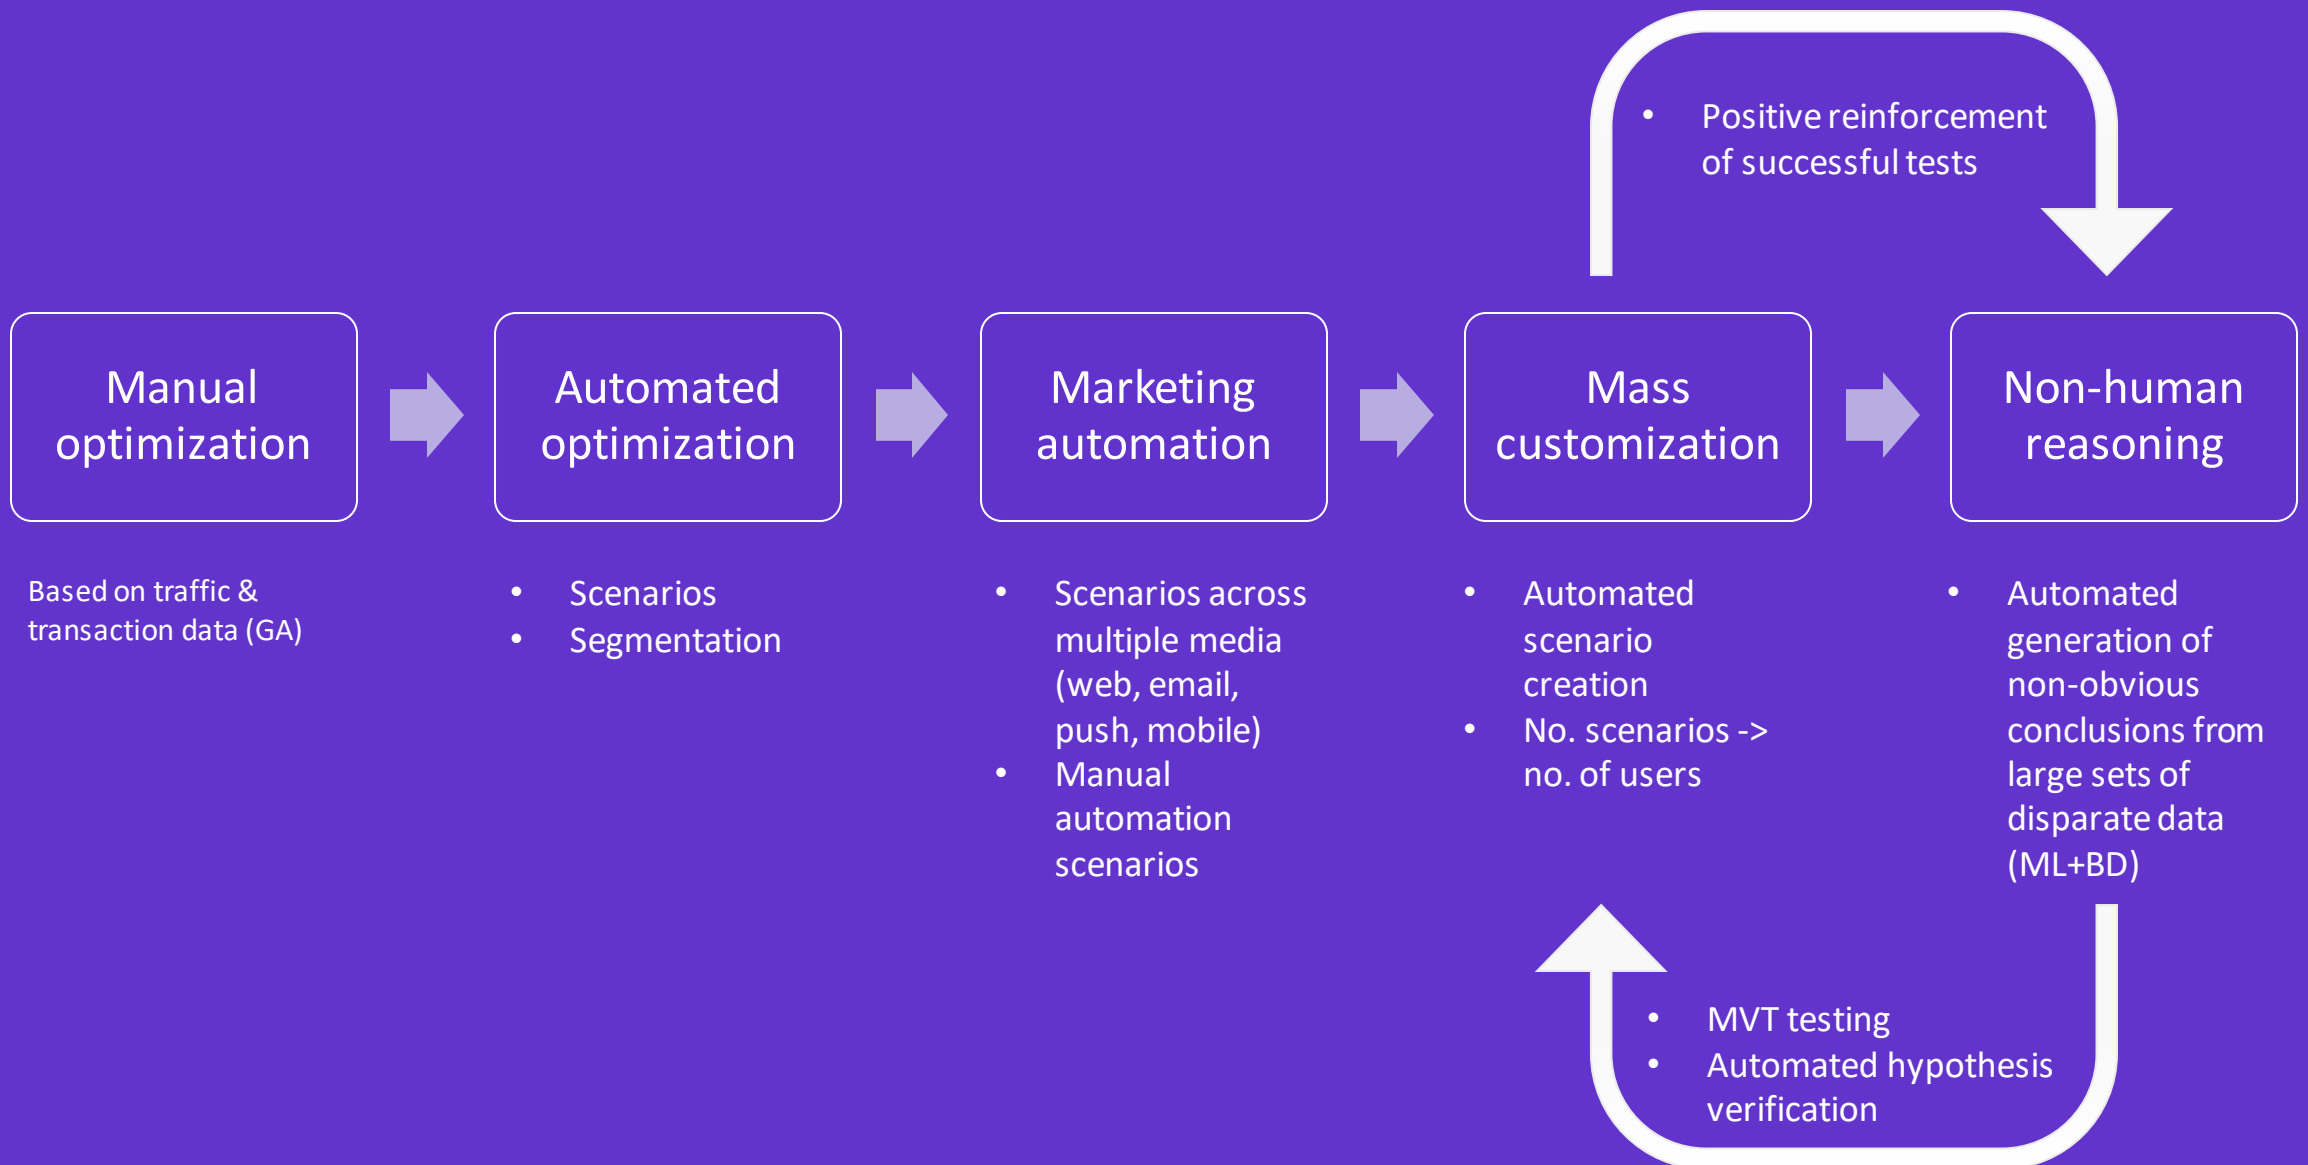 • Positive reinforcement
of successful tests
Manual
optimization
Automated
optimization
Marketing
automation
Mass
customization
Non-human
reasoning
Based on traffic &
transaction data (GA)
• Scenarios
• Segmentation
• Scenarios across
multiple media
(web, email,
push, mobile)
• Manual
automation
scenarios
• Automated
scenario
creation
• No. scenarios ->
no. of users
• Automated
generation of
non-obvious
conclusions from
large sets of
disparate data
(ML+BD)
• MVT testing
• Automated hypothesis
verification